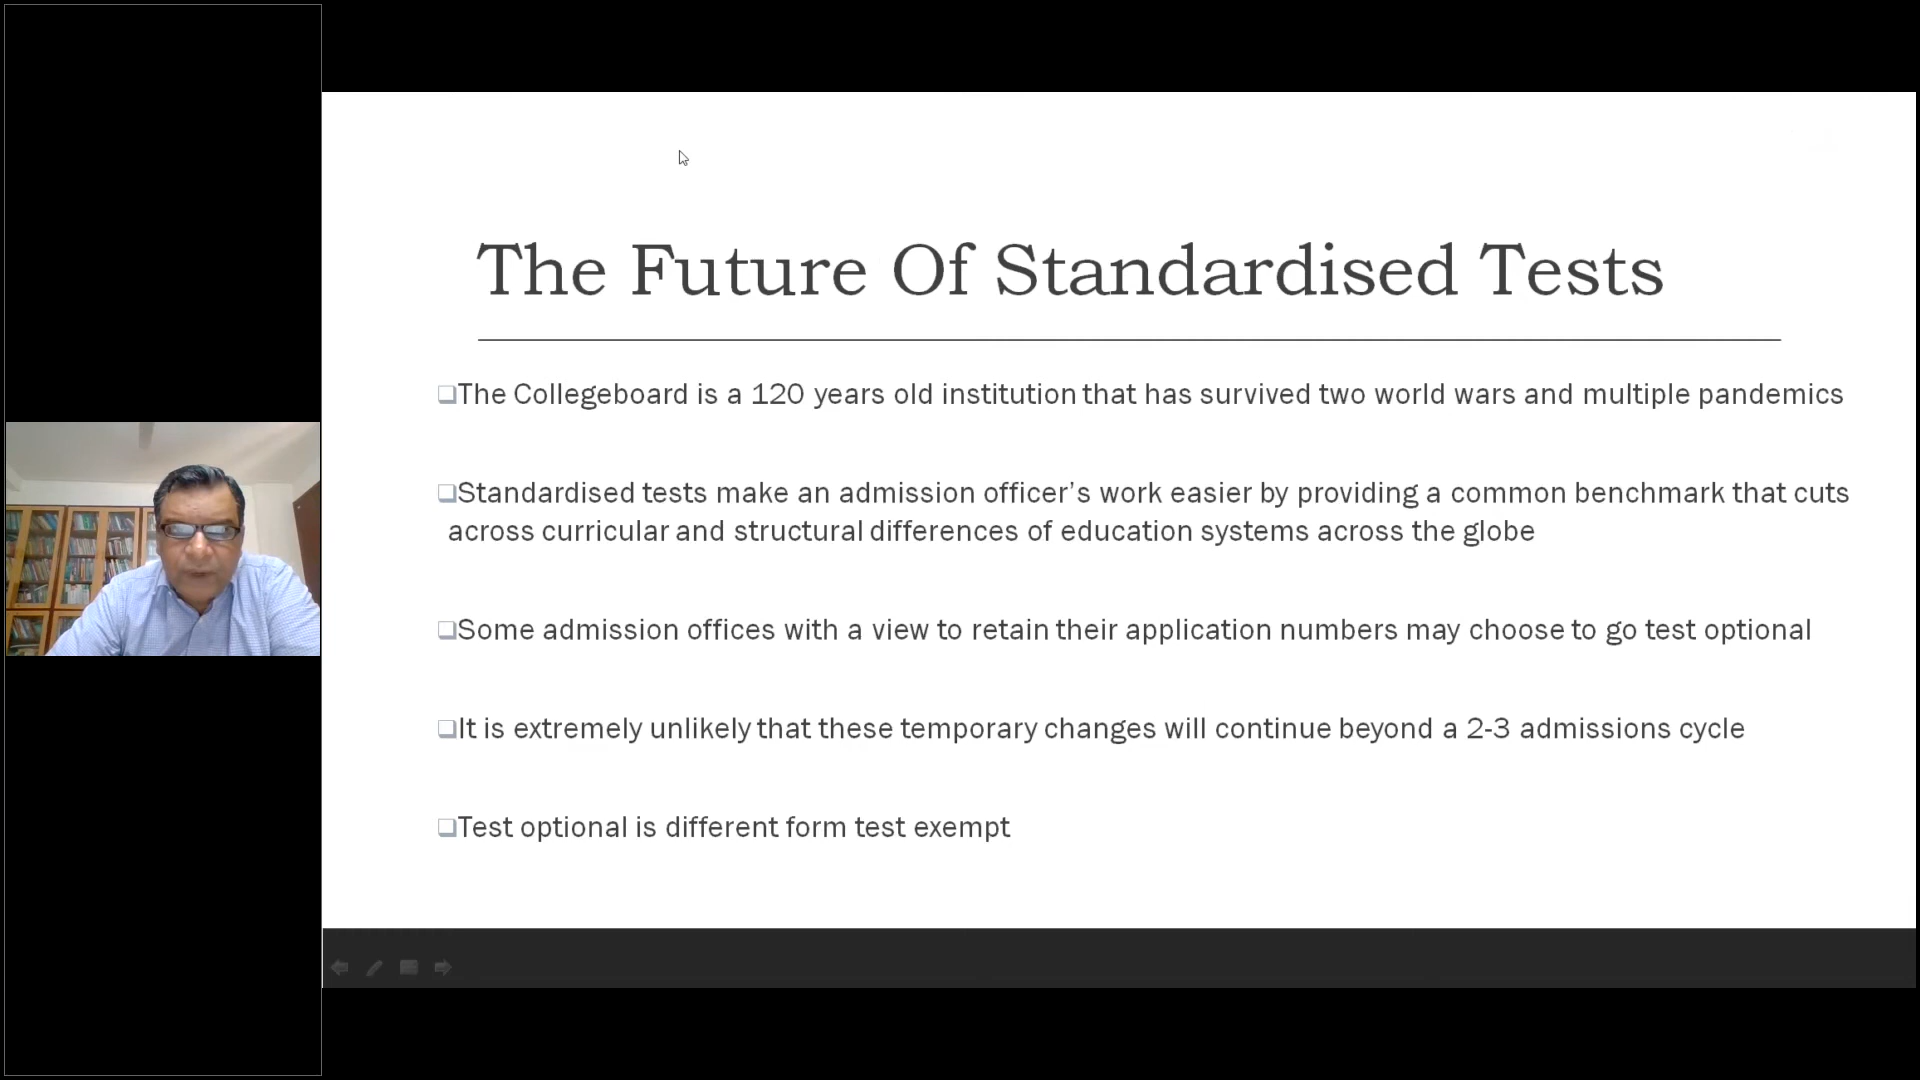 The Future Of Standardised Tests
The Collegeboard is a 120 years old institution that has survived two world wars and multiple pandemics
Standardised tests make an admission officer's work easier by providing a common benchmark that cuts
across curricular and structural differences of education systems across the globe
Some admission offices with a view to retain their application numbers may choose to go test optional
It is extremely unlikely that these temporary changes will continue beyond a 2-3 admissions cycle
Test optional is different form test exempt